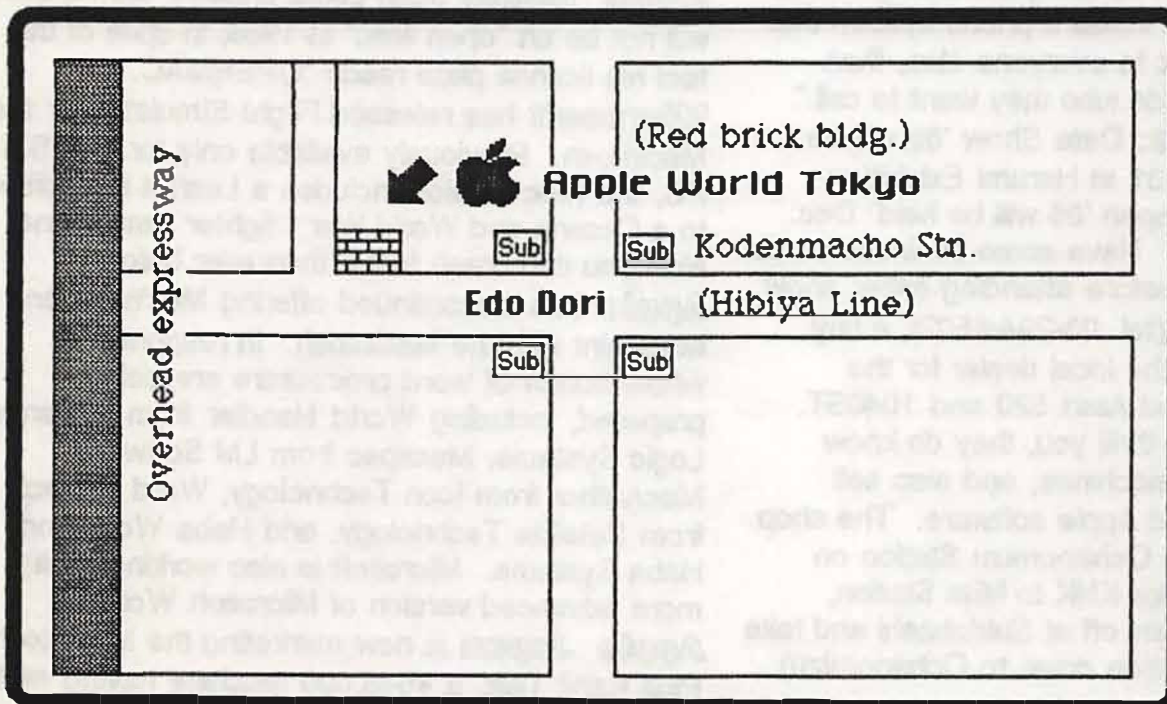 (Red brick bldg.)
Apple World Tokyo
Sub
Sub Kodenmacho Stn.
Edo Dori (Hibiya Line)
Sub
Sub
Overhead expressway